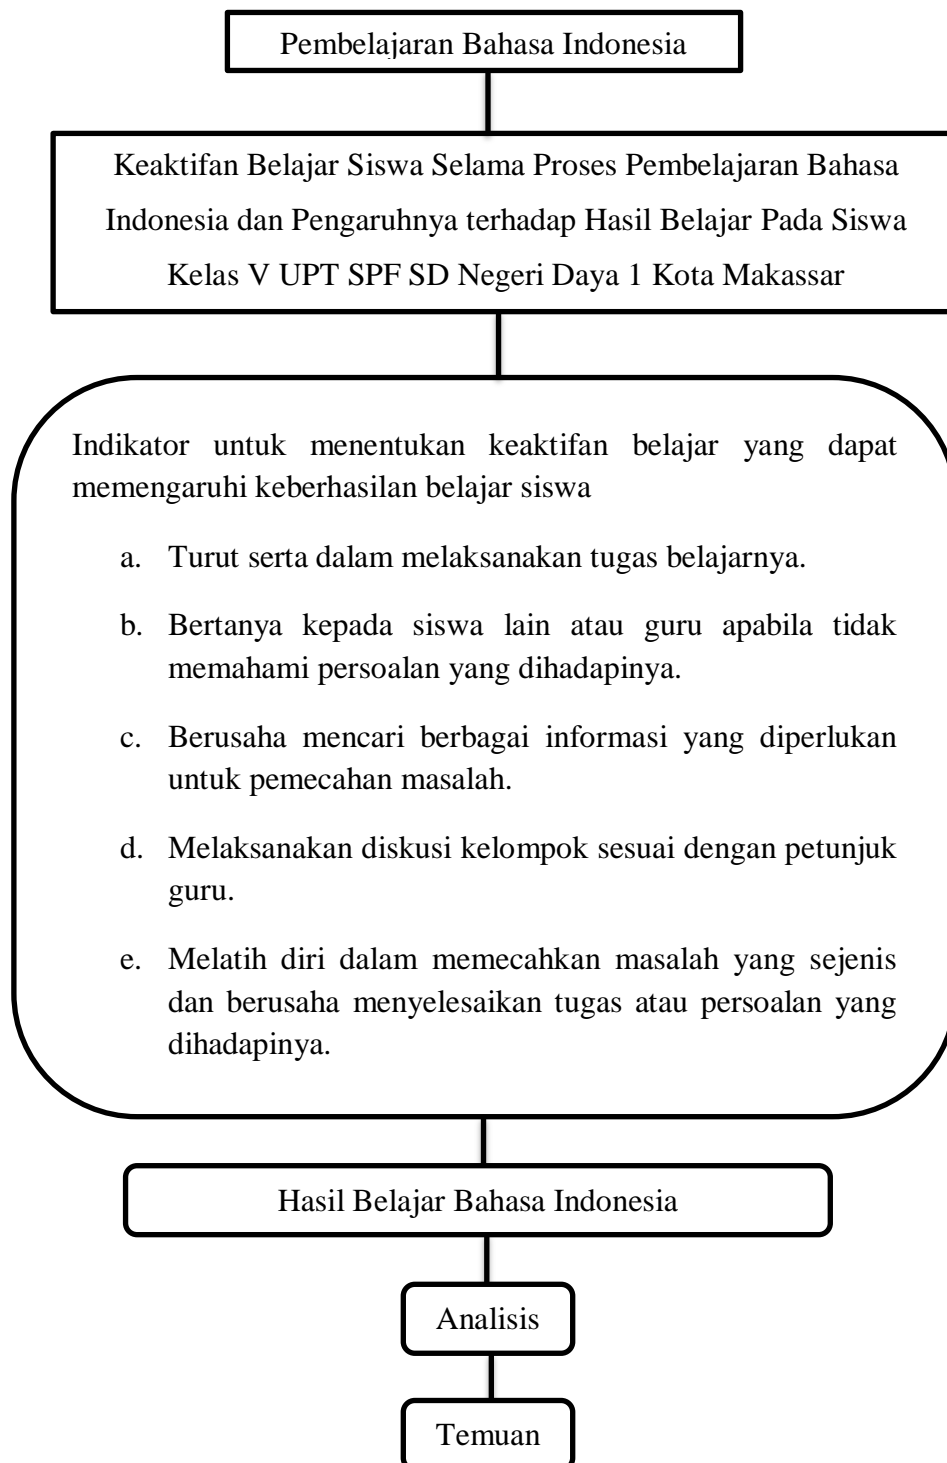 Pembelajaran Bahasa Indonesia
Keaktifan Belajar Siswa Selama Proses Pembelajaran Bahasa
Indonesia dan Pengaruhnya terhadap Hasil Belajar Pada Siswa
Kelas V UPT SPF SD Negeri Daya 1 Kota Makassar
Indikator untuk menentukan keaktifan belajar yang dapat
memengaruhi keberhasilan belajar siswa
a. Turut serta dalam melaksanakan tugas belajarnya.
b. Bertanya kepada siswa lain atau guru apabila tidak
memahami persoalan yang dihadapinya.
c. Berusaha mencari berbagai informasi yang diperlukan
untuk pemecahan masalah.
d. Melaksanakan diskusi kelompok sesuai dengan petunjuk
guru.
e. Melatih diri dalam memecahkan masalah yang sejenis
dan berusaha menyelesaikan tugas atau persoalan yang
dihadapinya.
Hasil Belajar Bahasa Indonesia
Analisis
Temuan